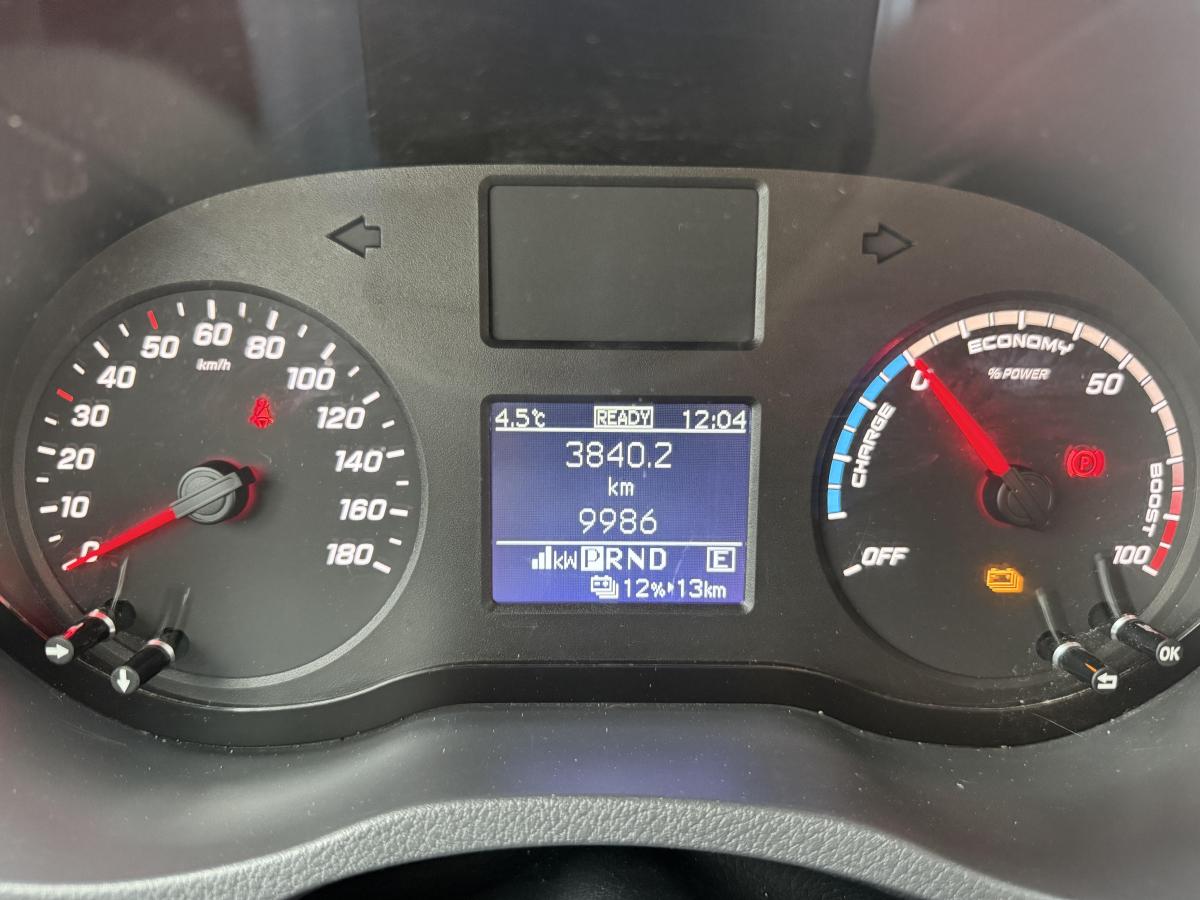 60
50
80
km/h
40
100
30
120
20
140
10
160
0
180
4.5°C READY 12:04
3840.2
km
9986
kW PRND E
12% 13km
ECONOMY
% POWER
0
50
CHARGE
P
BOOST
OFF
100
OK